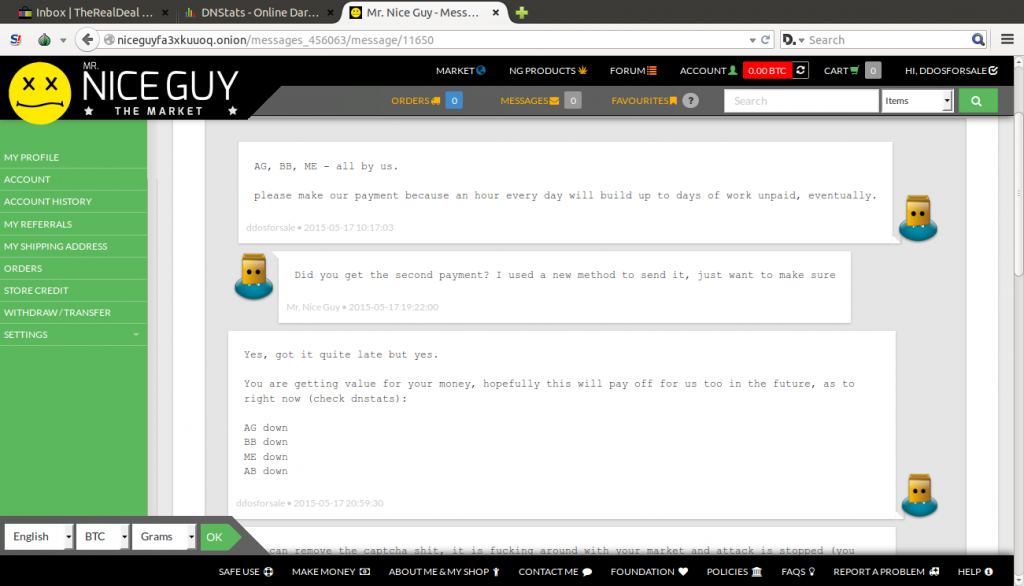 Inbox | TheRealDeal ...
DNStats - Online Dar...
Mr. Nice Guy - Mess...
niceguyfa3xkuuoq.onion/messages_456063/message/11650
Search
MR.
NICE GUY
THE MARKET
MARKET
NG PRODUCTS
FORUM
ACCOUNT
0.00 BTC
CART
0
HI, DDOSFORSALE
ORDERS
0
MESSAGES
0
FAVOURITES
?
Search
Items
MY PROFILE
ACCOUNT
ACCOUNT HISTORY
MY REFERRALS
MY SHIPPING ADDRESS
ORDERS
STORE CREDIT
WITHDRAW / TRANSFER
SETTINGS
AG, BB, ME - all by us.
please make our payment because an hour every day will build up to days of work unpaid, eventually.
ddosforsale • 2015-05-17 10:17:03
Did you get the second payment? I used a new method to send it, just want to make sure
Mr. Nice Guy • 2015-05-17 19:22:00
Yes, got it quite late but yes.
You are getting value for your money, hopefully this will pay off for us too in the future, as to
right now (check dnstats):
AG down
BB down
ME down
AB down
ddosforsale • 2015-05-17 20:59:30
can remove the captcha shit, it is fucking around with your market and attack is stopped (you
English
BTC
Grams
OK
SAFE USE
MAKE MONEY
ABOUT ME & MY SHOP
CONTACT ME
FOUNDATION
POLICIES
FAQS
REPORT A PROBLEM
HELP